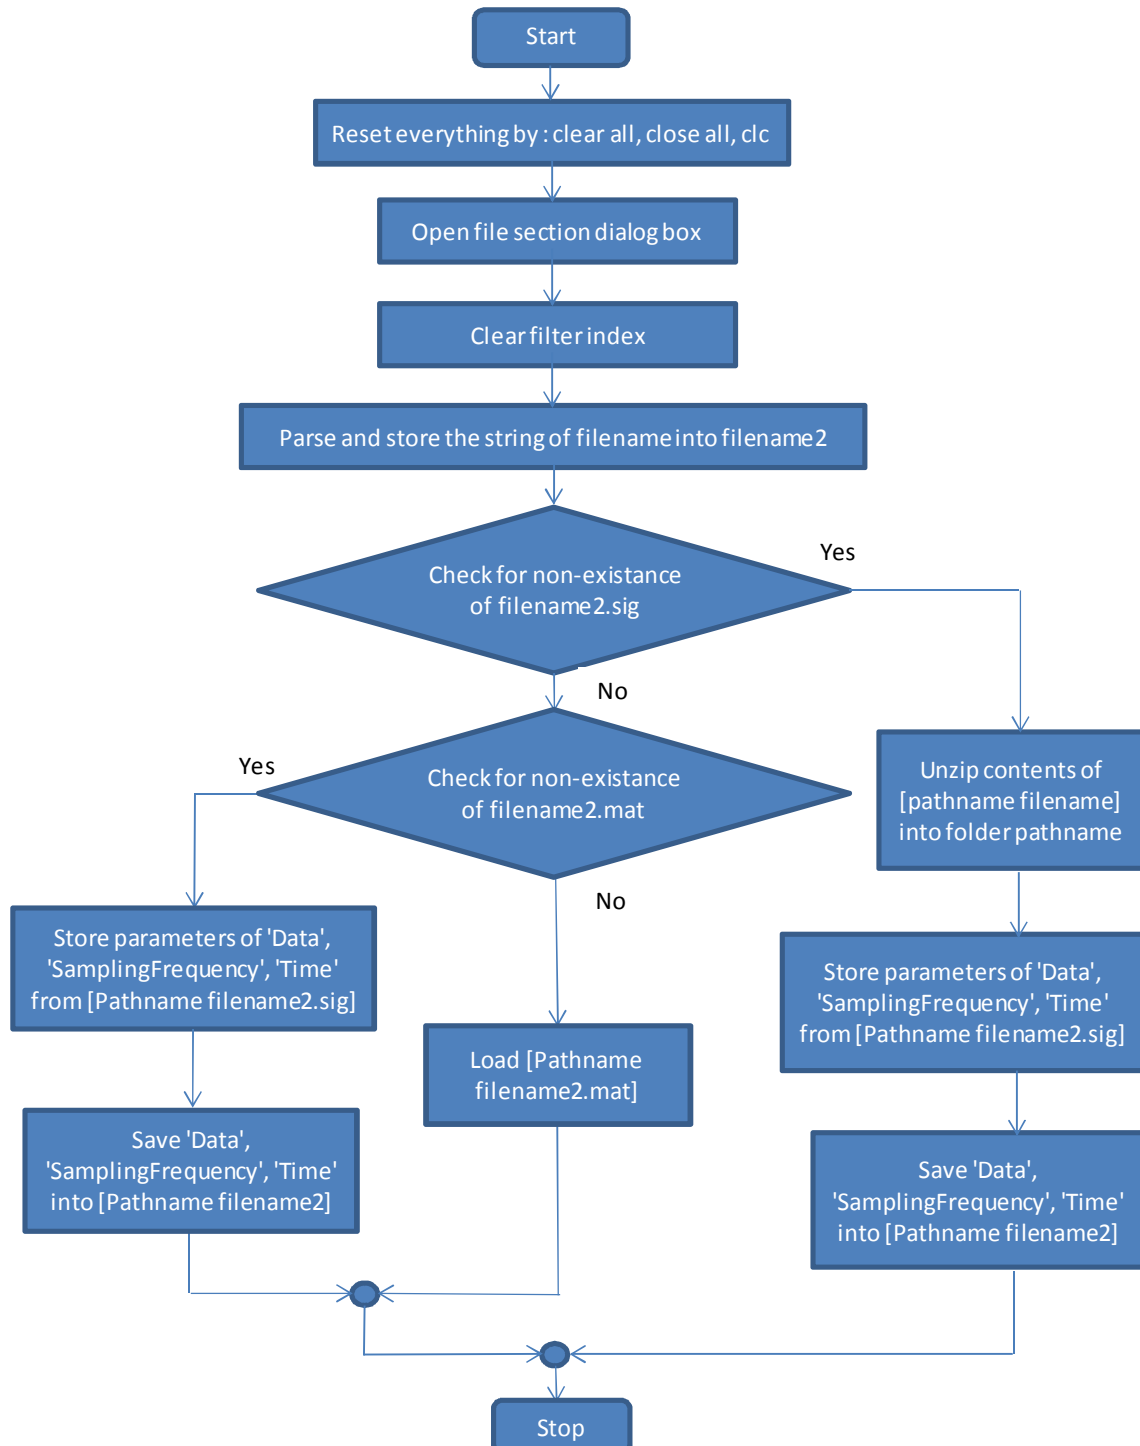 Start
Reset everything by : clear all, close all, clc
Open file section dialog box
Clear filter index
Parse and store the string of filename into filename2
Check for non-existance
of filename2.sig
Yes
No
Check for non-existance
of filename2.mat
Yes
No
Unzip contents of
[pathname filename]
into folder pathname
Store parameters of 'Data',
'SamplingFrequency', 'Time'
from [Pathname filename2.sig]
Store parameters of 'Data',
'SamplingFrequency', 'Time'
from [Pathname filename2.sig]
Load [Pathname
filename2.mat]
Save 'Data',
'SamplingFrequency', 'Time'
into [Pathname filename2]
Save 'Data',
'SamplingFrequency', 'Time'
into [Pathname filename2]
Stop